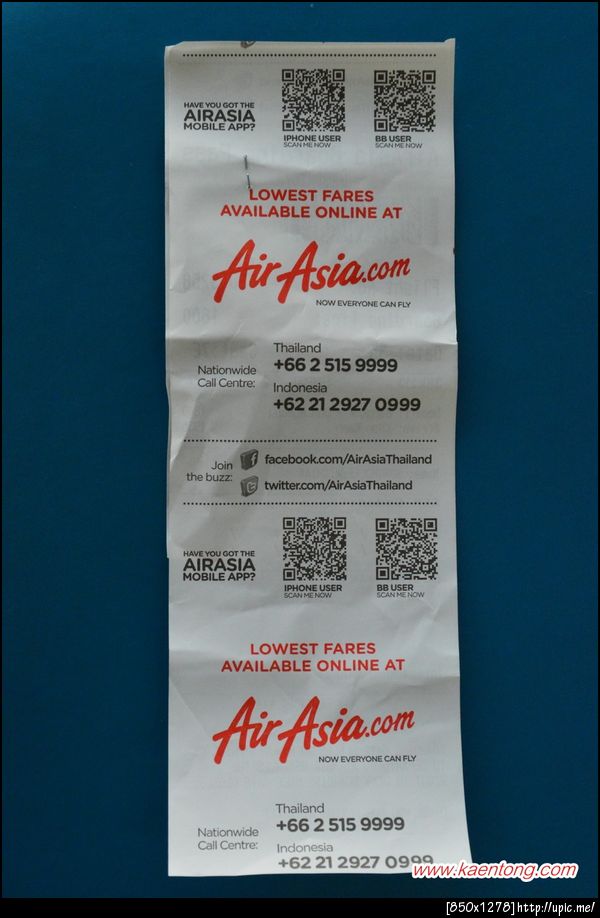 HAVE YOU GOT THE
AIRASIA
MOBILE APP?
IPHONE USER
SCAN ME NOW
BB USER
SCAN ME NOW
LOWEST FARES
AVAILABLE ONLINE AT
AirAsia.com
NOW EVERYONE CAN FLY
Nationwide
Call Centre:
Thailand
+66 2 515 9999
Indonesia
+62 21 2927 0999
Join
the buzz:
facebook.com/AirAsiaThailand
twitter.com/AirAsiaThailand
HAVE YOU GOT THE
AIRASIA
MOBILE APP?
IPHONE USER
SCAN ME NOW
BB USER
SCAN ME NOW
LOWEST FARES
AVAILABLE ONLINE AT
AirAsia.com
NOW EVERYONE CAN FLY
Nationwide
Call Centre:
Thailand
+66 2 515 9999
Indonesia
+62 21 2927 0999
www.kaentong.com
[850x1278]http://upic.me/